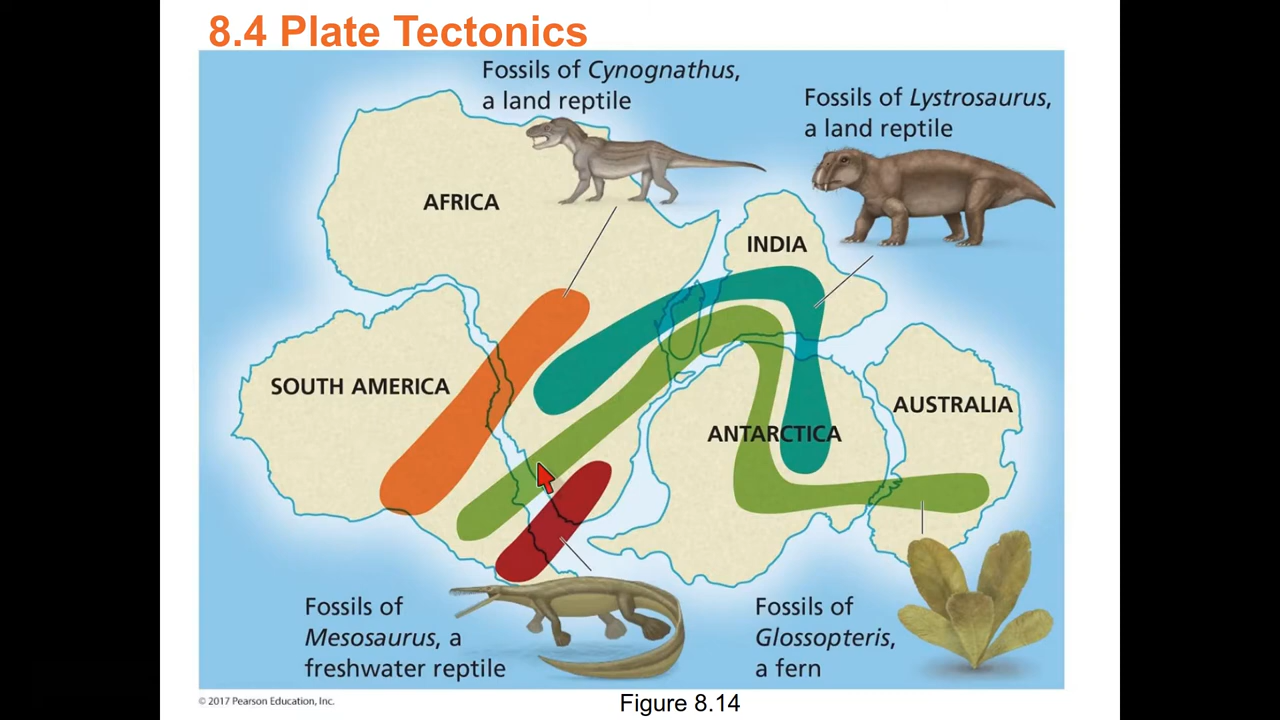 8.4 Plate Tectonics
Fossils of Cynognathus,
a land reptile
Fossils of Lystrosaurus,
a land reptile
AFRICA
INDIA
SOUTH AMERICA
AUSTRALIA
ANTARCTICA
Fossils of
Mesosaurus, a
freshwater reptile
Fossils of
Glossopteris,
a fern
© 2017 Pearson Education, Inc.
Figure 8.14